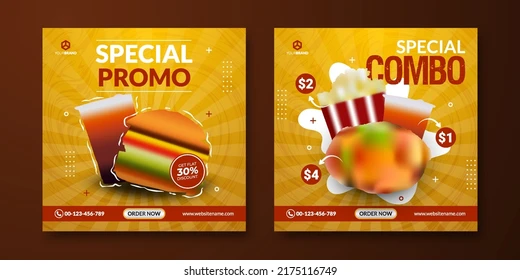 SPECIAL
PROMO
GET FLAT
30%
DISCOUNT
00-123-456-789
ORDER NOW
www.websitename.com
SPECIAL
COMBO
$2
$1
$4
00-123-456-789
ORDER NOW
www.websitename.com
shutterstock.com · 2175116749